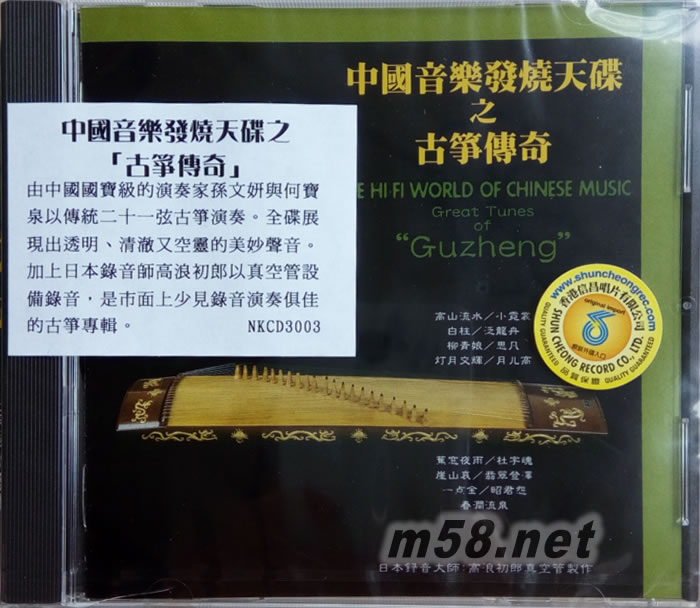 中國音樂發燒天碟之
「古箏傳奇」
由中國國寶級的演奏家孫文妍與何寶
泉以傳統二十一弦古箏演奏。全碟展
現出透明、清澈又空靈的美妙聲音。
加上日本錄音師高浪初郎以真空管設
備錄音，是市面上少見錄音演奏俱佳
的古箏專輯。 NKCD3003
中國音樂發燒天碟
之
古箏傳奇
E HI-FI WORLD OF CHINESE MUSIC
Great Tunes
of
“Guzheng”
高山流水／小霓裳
白柱／泛龍舟
柳青娘／思凡
灯月交輝／月儿高
www.shuncheongrec.com
香港信昌唱片有限公司
original import
SHUN CHEONG RECORD CO., LTD.
QUALITY GUARANTEED
QUALITY GUARANTEED
品質保證
蕉窓夜雨／杜宇魂
崖山哀／翡翠登潭
一点金／昭君怨
春澗流泉
m58.net
日本録音大師：高浪初郎真空管製作